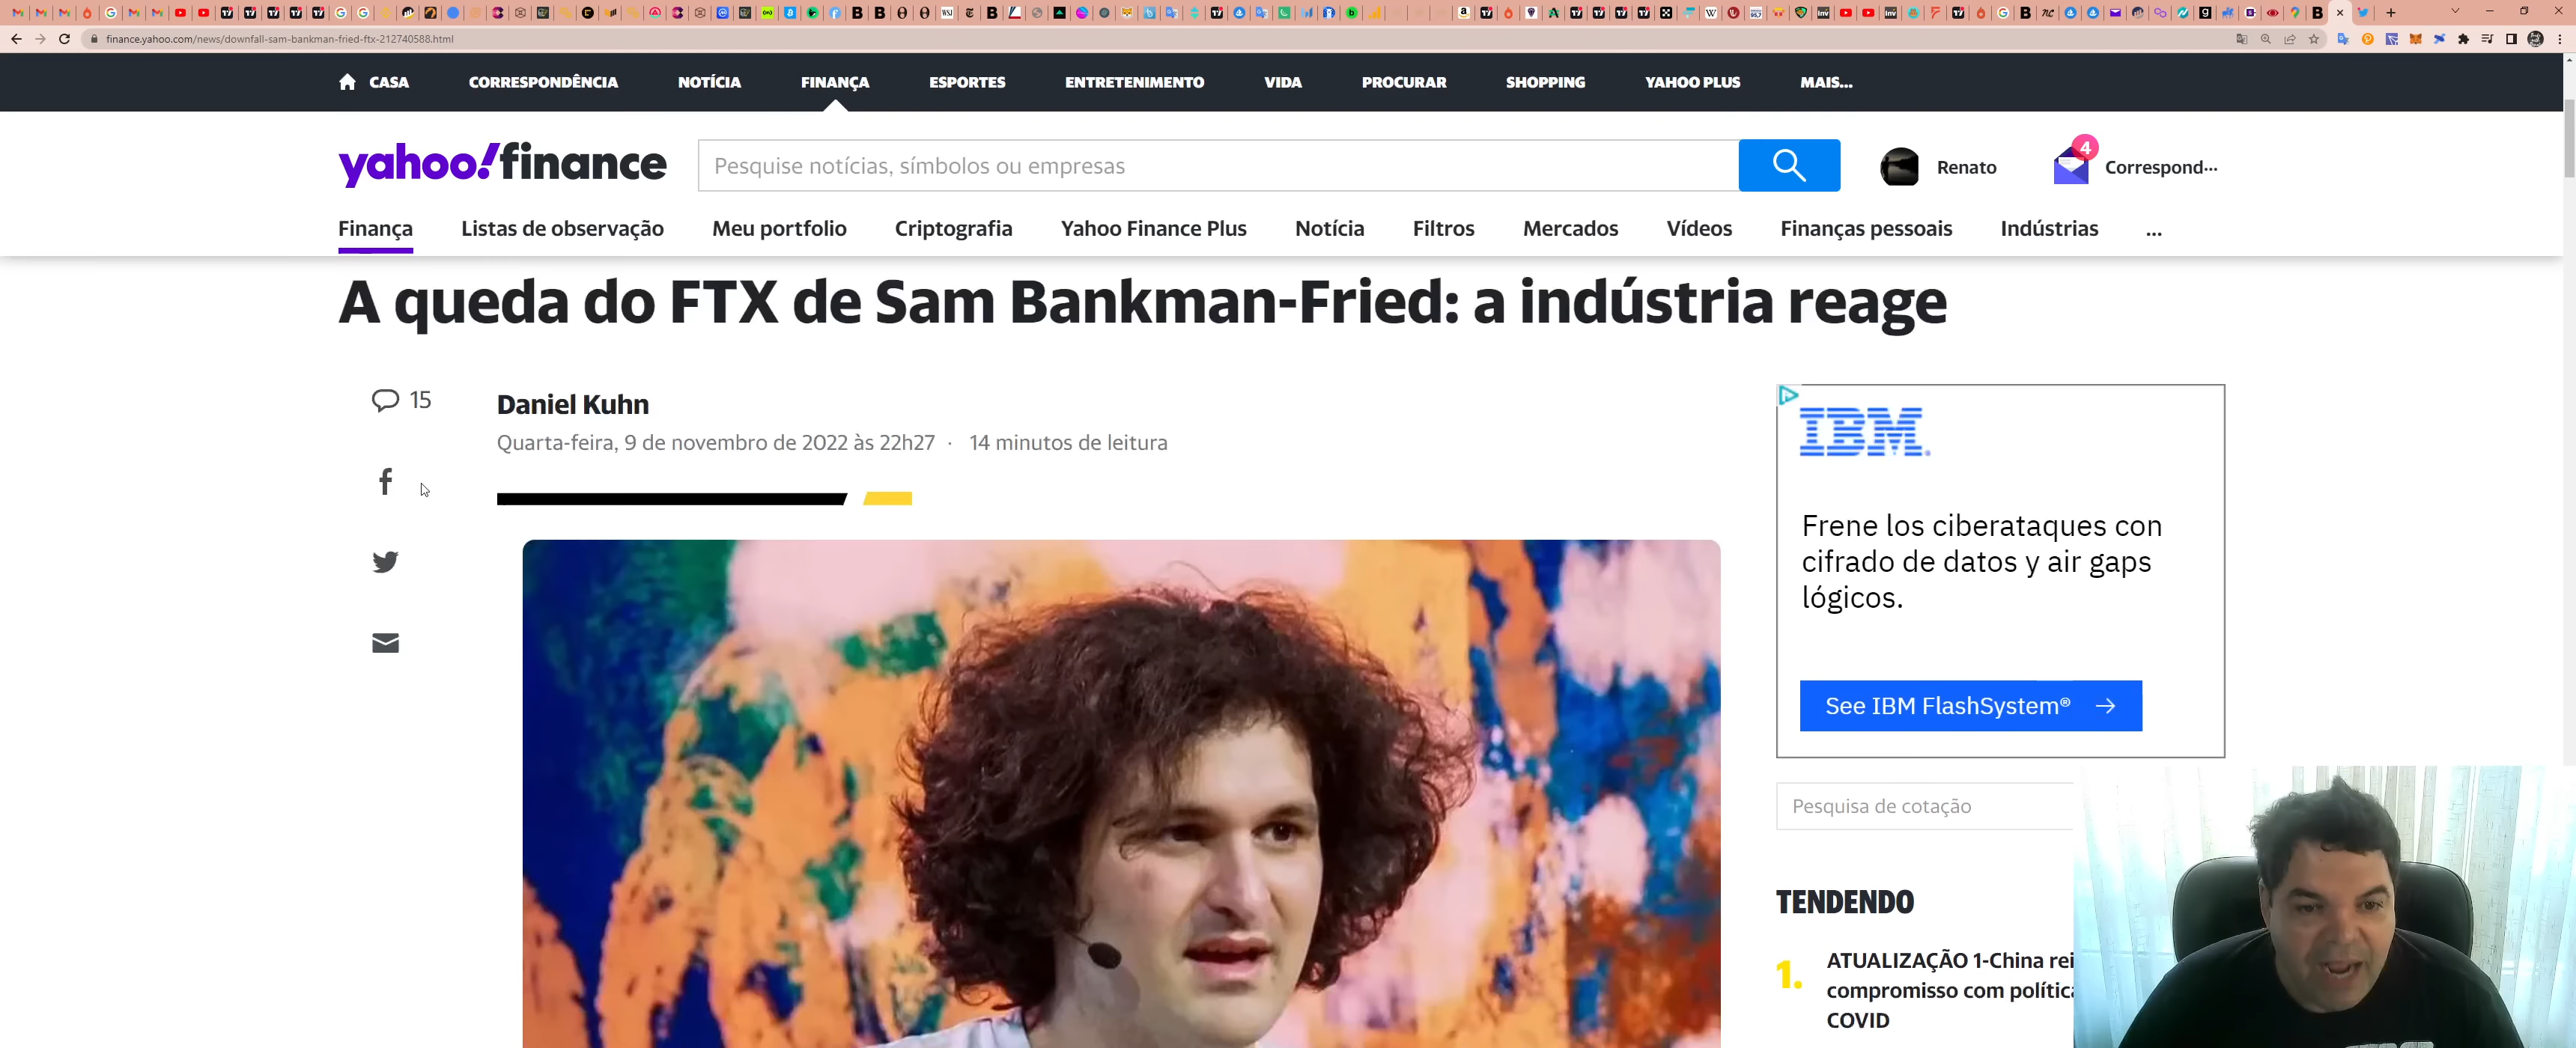 finance.yahoo.com/news/downfall-sam-bankman-fried-ftx-212740588.html
CASA CORRESPONDÊNCIA NOTÍCIA FINANÇA ESPORTES ENTRETENIMENTO VIDA PROCURAR SHOPPING YAHOO PLUS MAIS...
yahoo!finance
Pesquise notícias, símbolos ou empresas
Renato
4
Correspond···
Finança Listas de observação Meu portfolio Criptografia Yahoo Finance Plus Notícia Filtros Mercados Vídeos Finanças pessoais Indústrias ...
A queda do FTX de Sam Bankman-Fried: a indústria reage
15
Daniel Kuhn
Quarta-feira, 9 de novembro de 2022 às 22h27 · 14 minutos de leitura
IBM
Frene los ciberataques con
cifrado de datos y air gaps
lógicos.
See IBM FlashSystem® →
Pesquisa de cotação
TENDENDO
1. ATUALIZAÇÃO 1-China rei
compromisso com política
COVID